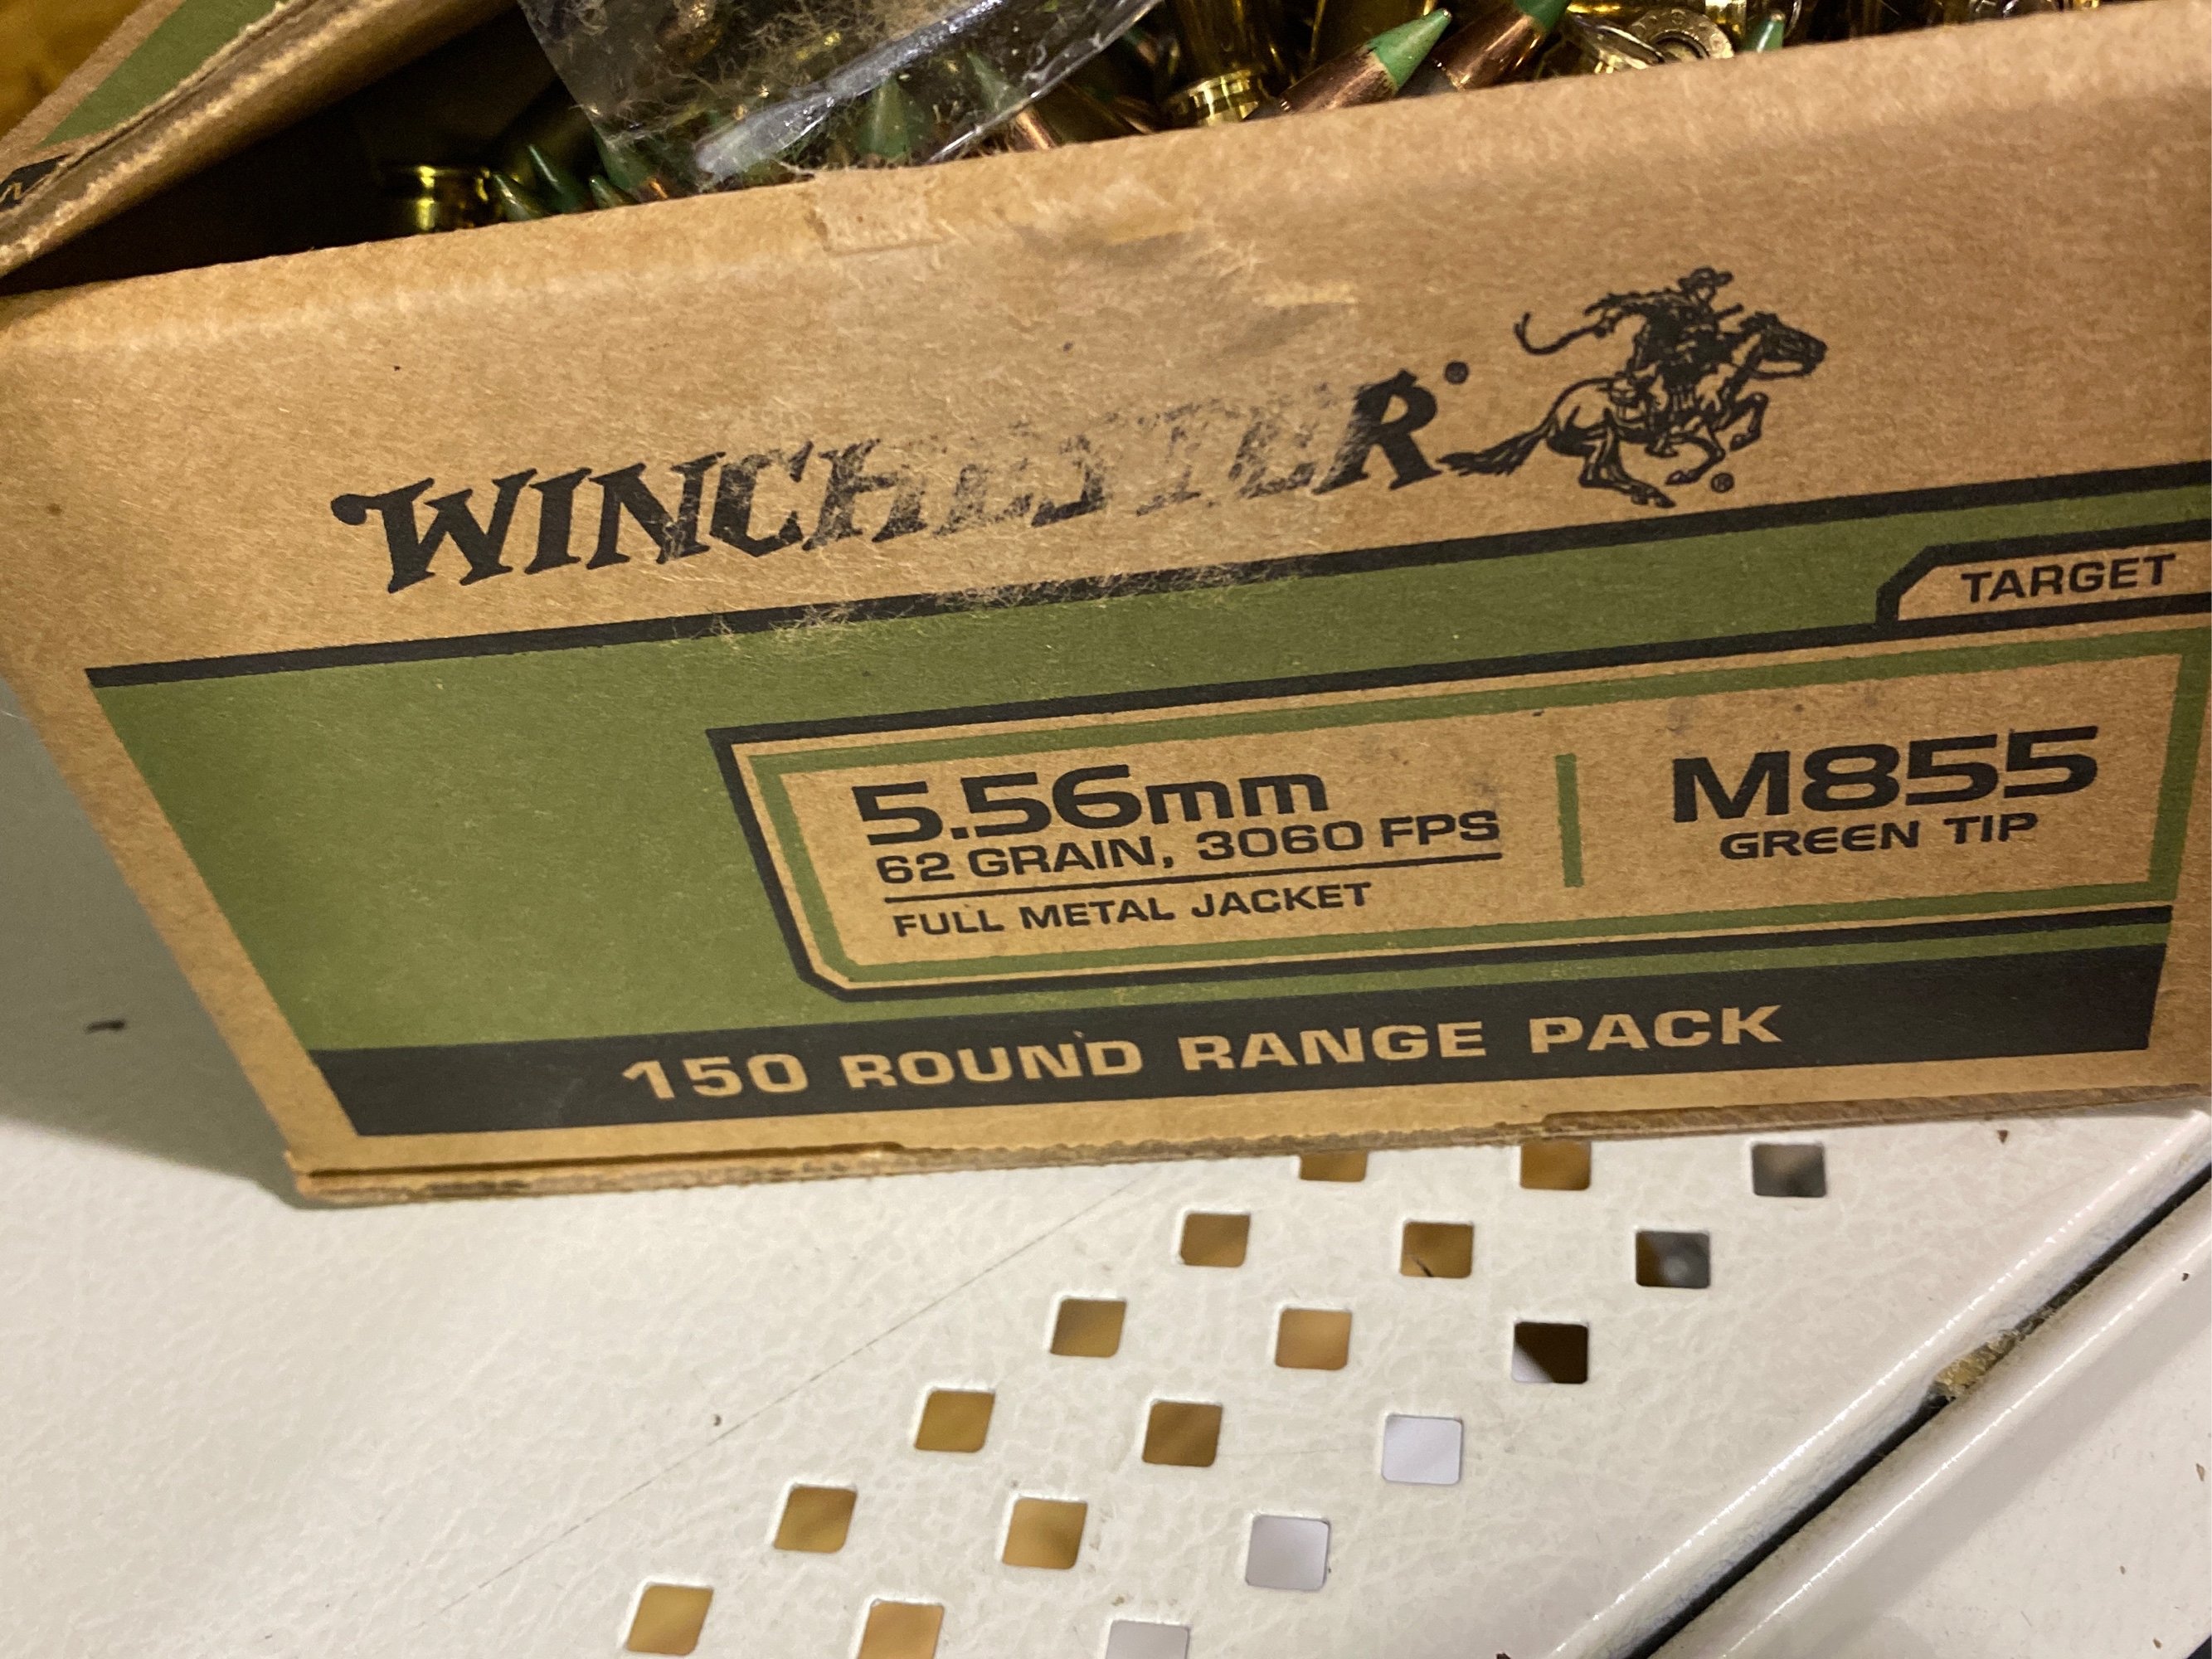 WINCHESTER®
TARGET
5.56mm
62 GRAIN, 3060 FPS
FULL METAL JACKET
M855
GREEN TIP
150 ROUND RANGE PACK